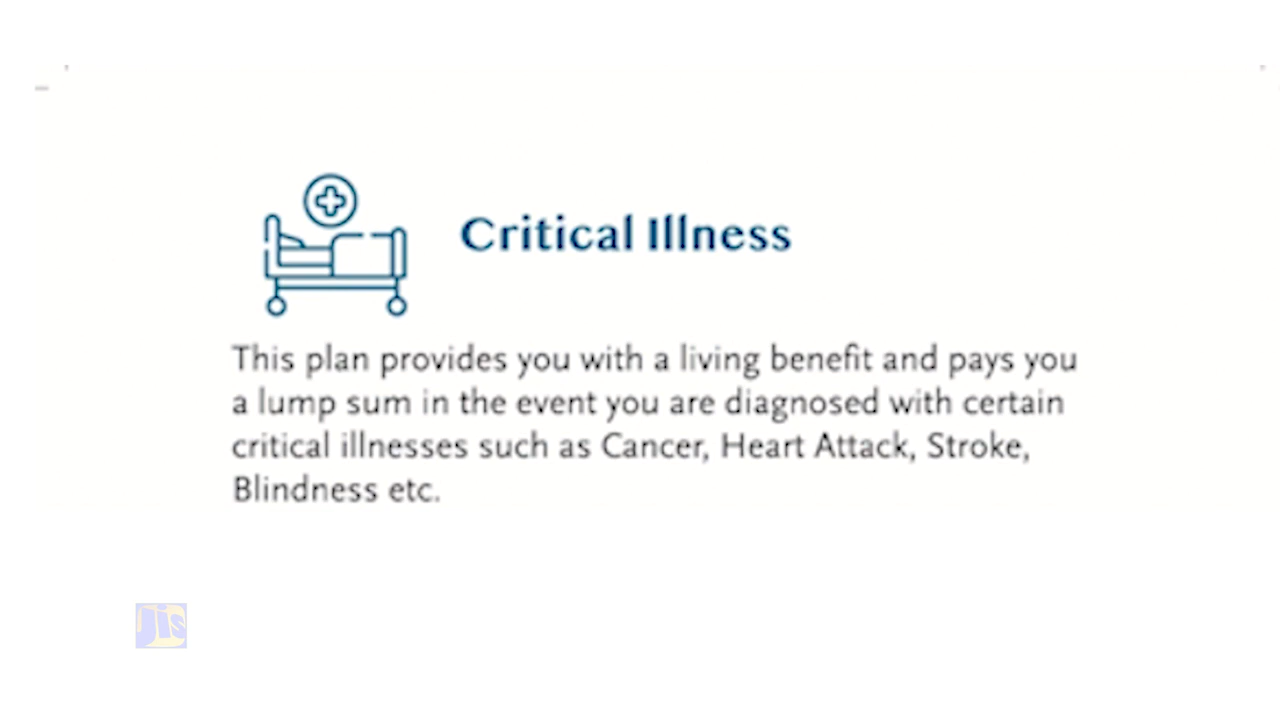 Critical Illness
This plan provides you with a living benefit and pays you
a lump sum in the event you are diagnosed with certain
critical illnesses such as Cancer, Heart Attack, Stroke,
Blindness etc.
Jis